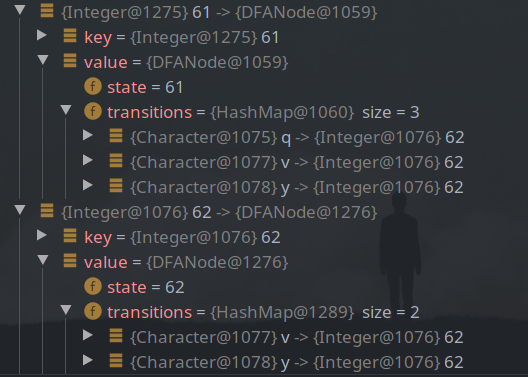 {Integer@1275} 61 -> {DFANode@1059}
key = {Integer@1275} 61
value = {DFANode@1059}
f state = 61
f transitions = {HashMap@1060} size = 3
{Character@1075} q -> {Integer@1076} 62
{Character@1077} v -> {Integer@1076} 62
{Character@1078} y -> {Integer@1076} 62
{Integer@1076} 62 -> {DFANode@1276}
key = {Integer@1076} 62
value = {DFANode@1276}
f state = 62
f transitions = {HashMap@1289} size = 2
{Character@1077} v -> {Integer@1076} 62
{Character@1078} y -> {Integer@1076} 62